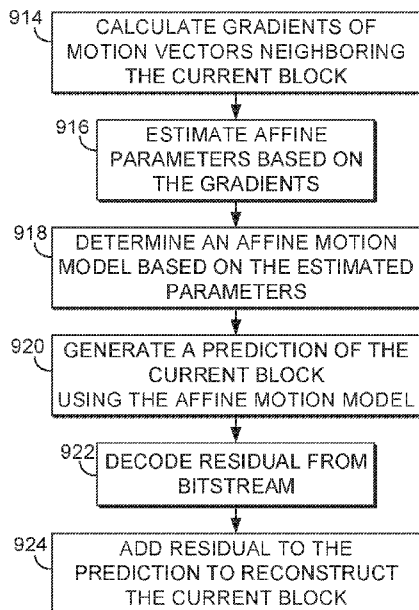 914
CALCULATE GRADIENTS OF
MOTION VECTORS NEIGHBORING
THE CURRENT BLOCK
916
ESTIMATE AFFINE
PARAMETERS BASED ON
THE GRADIENTS
918
DETERMINE AN AFFINE MOTION
MODEL BASED ON THE ESTIMATED
PARAMETERS
920
GENERATE A PREDICTION OF THE
CURRENT BLOCK
USING THE AFFINE MOTION MODEL
922
DECODE RESIDUAL FROM
BITSTREAM
924
ADD RESIDUAL TO THE
PREDICTION TO RECONSTRUCT
THE CURRENT BLOCK